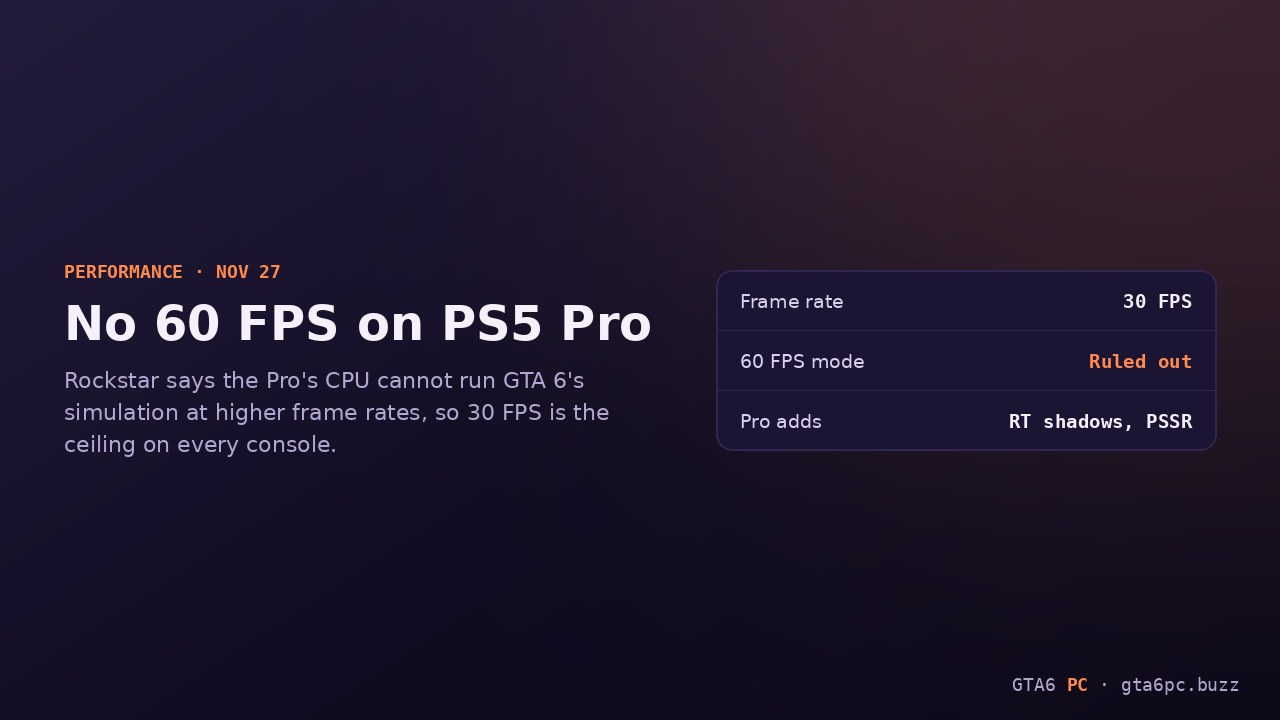 PERFORMANCE · NOV 27
No 60 FPS on PS5 Pro
Rockstar says the Pro's CPU cannot run GTA 6's
simulation at higher frame rates, so 30 FPS is the
ceiling on every console.
Frame rate 30 FPS
60 FPS mode Ruled out
Pro adds RT shadows, PSSR
GTA6 PC · gta6pc.buzz